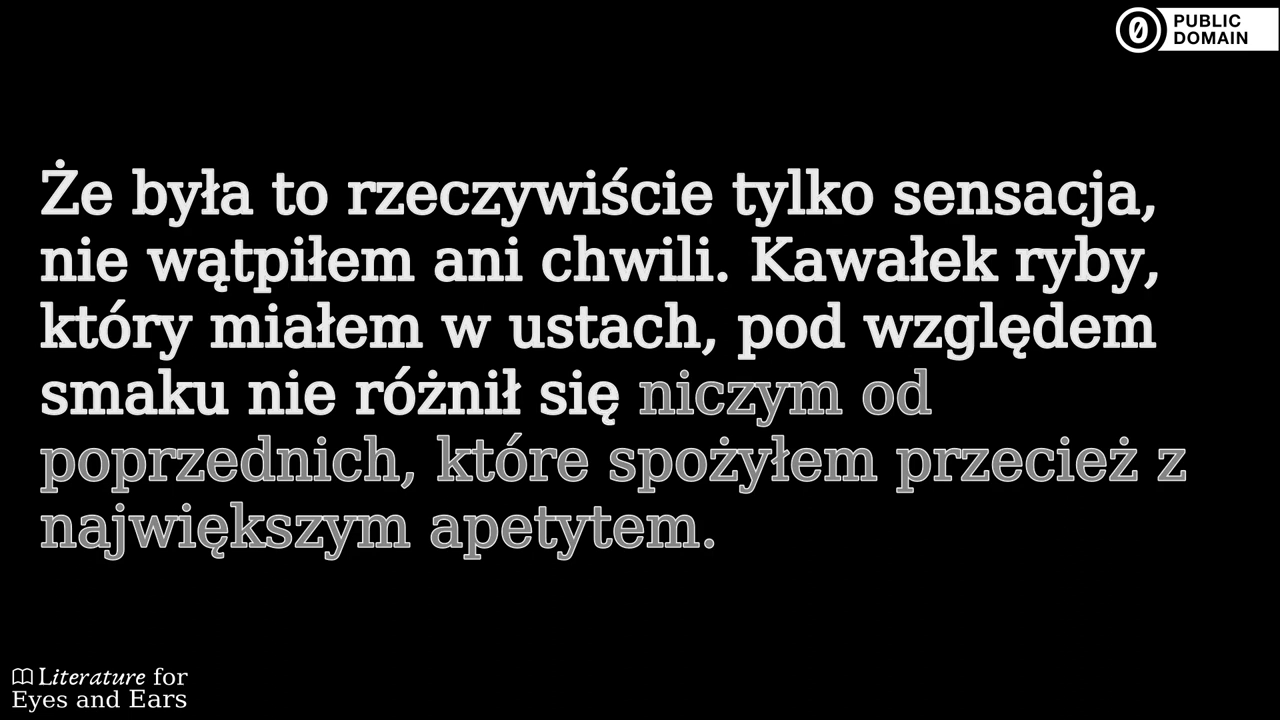 PUBLIC
DOMAIN
Że była to rzeczywiście tylko sensacja,
nie wątpiłem ani chwili. Kawałek ryby,
który miałem w ustach, pod względem
smaku nie różnił się niczym od
poprzednich, które spożyłem przecież z
największym apetytem.
Literature for
Eyes and Ears